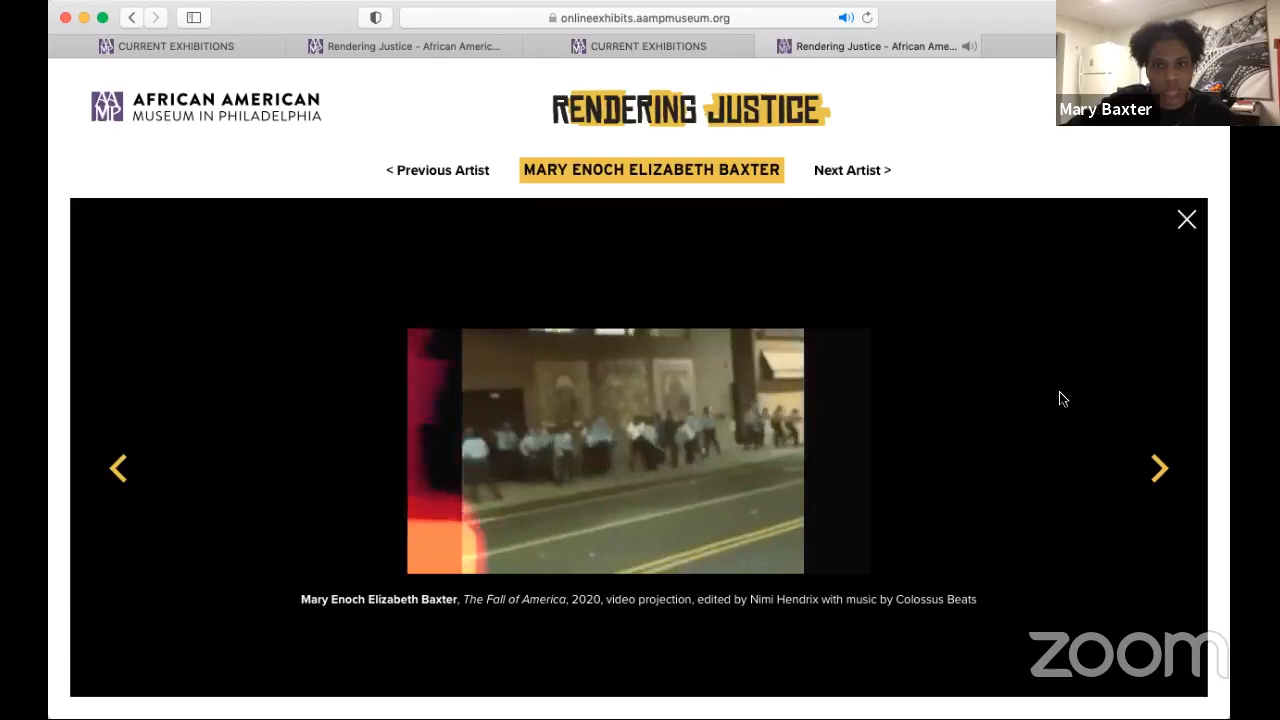 onlineexhibits.aampmuseum.org
CURRENT EXHIBITIONS
Rendering Justice - African Americ...
CURRENT EXHIBITIONS
Rendering Justice - African Ame...
Mary Baxter
AAMP
AFRICAN AMERICAN
MUSEUM IN PHILADELPHIA
RENDERING JUSTICE
< Previous Artist
MARY ENOCH ELIZABETH BAXTER
Next Artist >
Mary Enoch Elizabeth Baxter, The Fall of America, 2020, video projection, edited by Nimi Hendrix with music by Colossus Beats
zoom